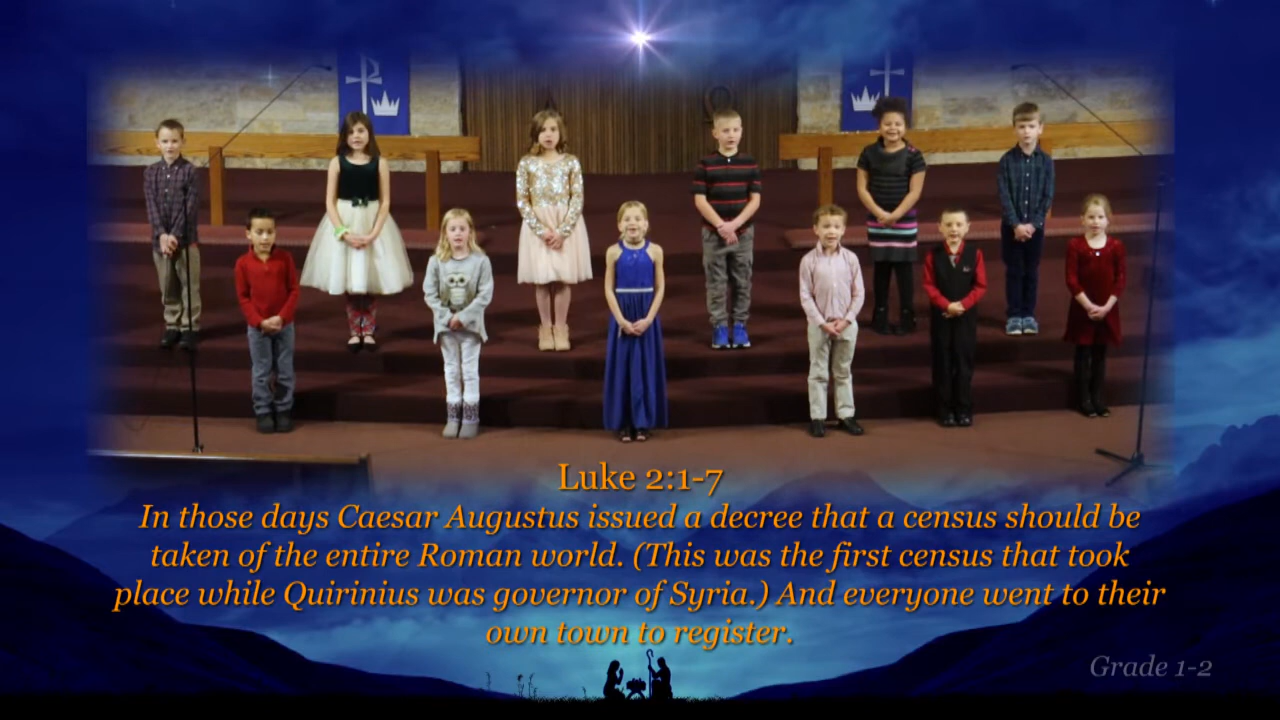 Luke 2:1-7
In those days Caesar Augustus issued a decree that a census should be
taken of the entire Roman world. (This was the first census that took
place while Quirinius was governor of Syria.) And everyone went to their
own town to register.
Grade 1-2